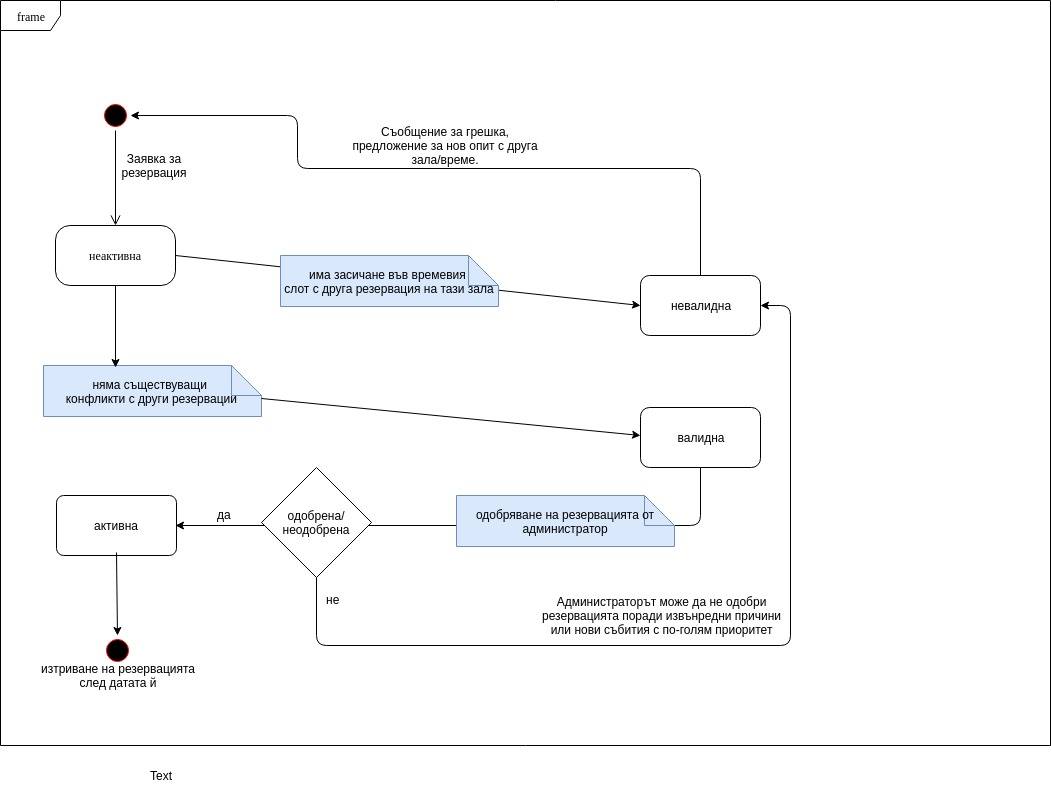 frame
Съобщение за грешка,
предложение за нов опит с друга
зала/време.
Заявка за
резервация
неактивна
има засичане във времевия
слот с друга резервация на тази зала
невалидна
няма съществуващи
конфликти с други резервации
валидна
активна
да
одобрена/
неодобрена
одобряване на резервацията от
администратор
не
Администраторът може да не одобри
резервацията поради извънредни причини
или нови събития с по-голям приоритет
изтриване на резервацията
след датата й
Text